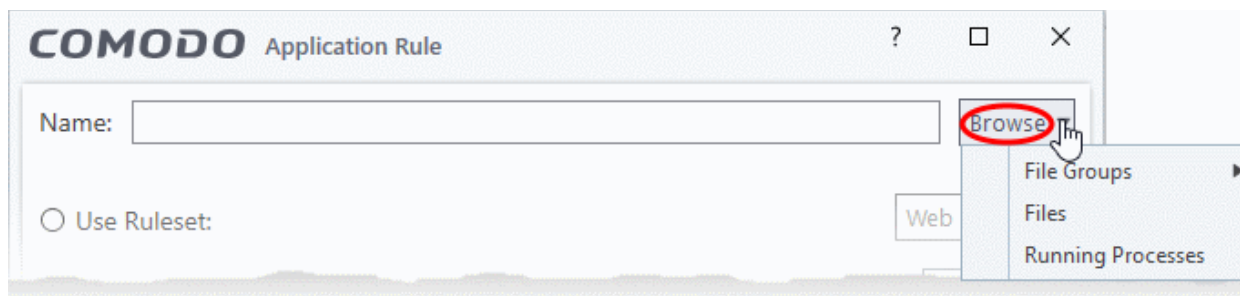 COMODO Application Rule ?
Name: Browse
File Groups
Use Ruleset: Web
Files
Running Processes